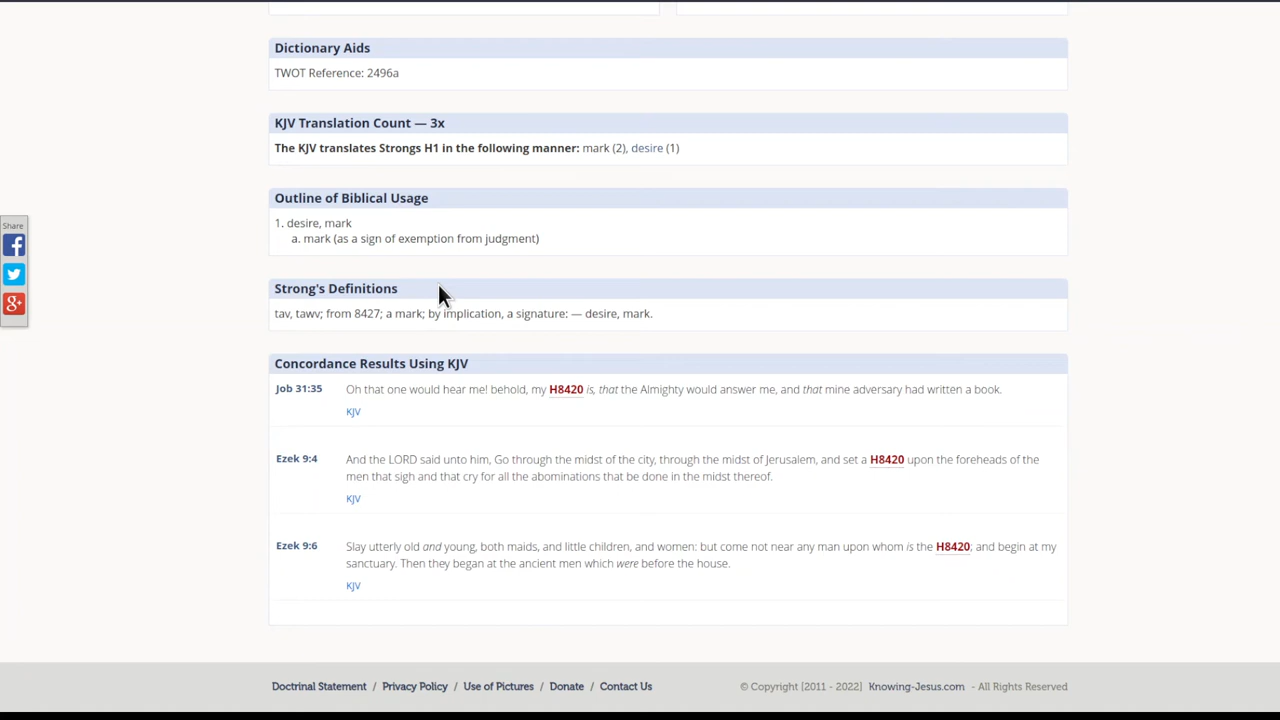 Dictionary Aids
TWOT Reference: 2496a
KJV Translation Count — 3x
The KJV translates Strongs H1 in the following manner: mark (2), desire (1)
Outline of Biblical Usage
1. desire, mark
a. mark (as a sign of exemption from judgment)
Share
Strong's Definitions
tav, tawv; from 8427; a mark; by implication, a signature: — desire, mark.
Concordance Results Using KJV
Job 31:35 Oh that one would hear me! behold, my H8420 is, that the Almighty would answer me, and that mine adversary had written a book.
KJV
Ezek 9:4 And the LORD said unto him, Go through the midst of the city, through the midst of Jerusalem, and set a H8420 upon the foreheads of the
men that sigh and that cry for all the abominations that be done in the midst thereof.
KJV
Ezek 9:6 Slay utterly old and young, both maids, and little children, and women: but come not near any man upon whom is the H8420; and begin at my
sanctuary. Then they began at the ancient men which were before the house.
KJV
Doctrinal Statement / Privacy Policy / Use of Pictures / Donate / Contact Us
© Copyright [2011 - 2022] Knowing-Jesus.com - All Rights Reserved